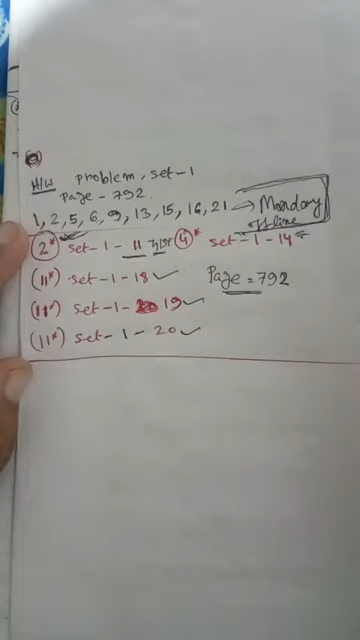 H/W Problem, set-1
Page - 792
1, 2, 5, 6, 9, 13, 15, 16, 21 → Monday offline
(2*) set-1-11 (4)* set-1-14
(11*) set-1-18 ✓ Page = 792
(11*) set-1-19 ✓
(11*) set-1-20 ✓